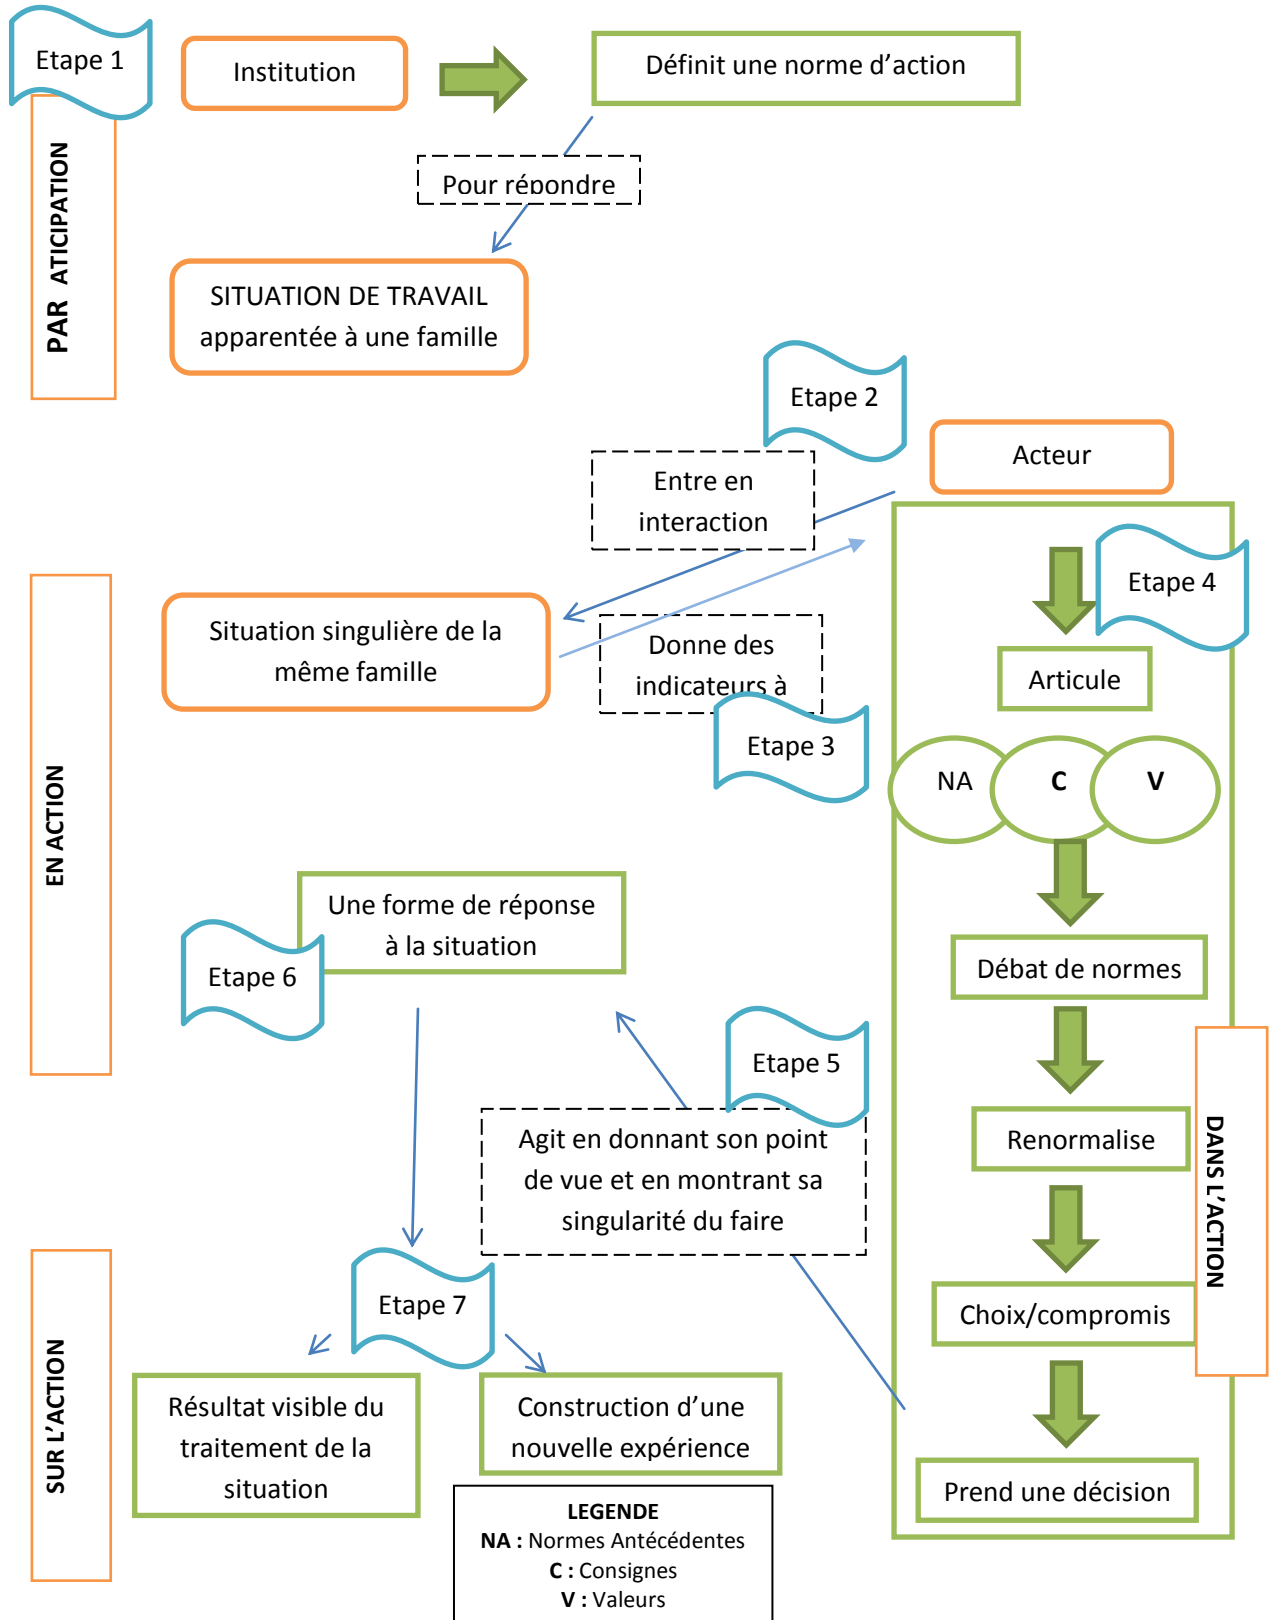 Etape 1
Institution
Définit une norme d’action
Pour répondre
PAR ATICIPATION
SITUATION DE TRAVAIL
apparentée à une famille
Etape 2
Acteur
Entre en
interaction
Etape 4
Situation singulière de la
même famille
Donne des
indicateurs à
Articule
Etape 3
NA
C
V
EN ACTION
Une forme de réponse
à la situation
Débat de normes
Etape 6
Etape 5
Agit en donnant son point
de vue et en montrant sa
singularité du faire
Renormalise
DANS L’ACTION
Etape 7
Choix/compromis
SUR L’ACTION
Résultat visible du
traitement de la
situation
Construction d’une
nouvelle expérience
Prend une décision
LEGENDE
NA : Normes Antécédentes
C : Consignes
V : Valeurs